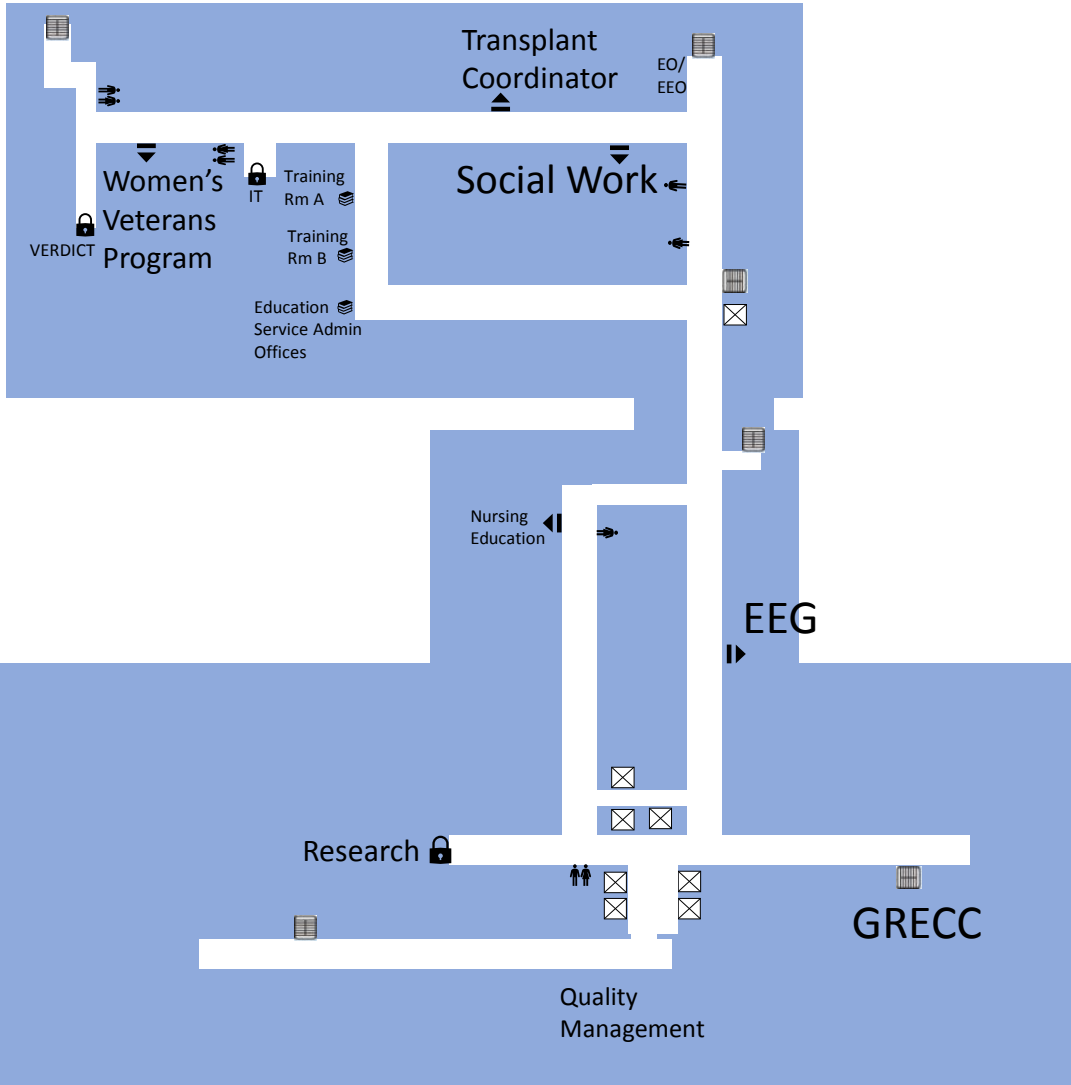 Transplant
Coordinator
EO/
EEO
Women's
Veterans
Program
IT
VERDICT
Training
Rm A
Training
Rm B
Education
Service Admin
Offices
Social Work
Nursing
Education
EEG
Research
GRECC
Quality
Management